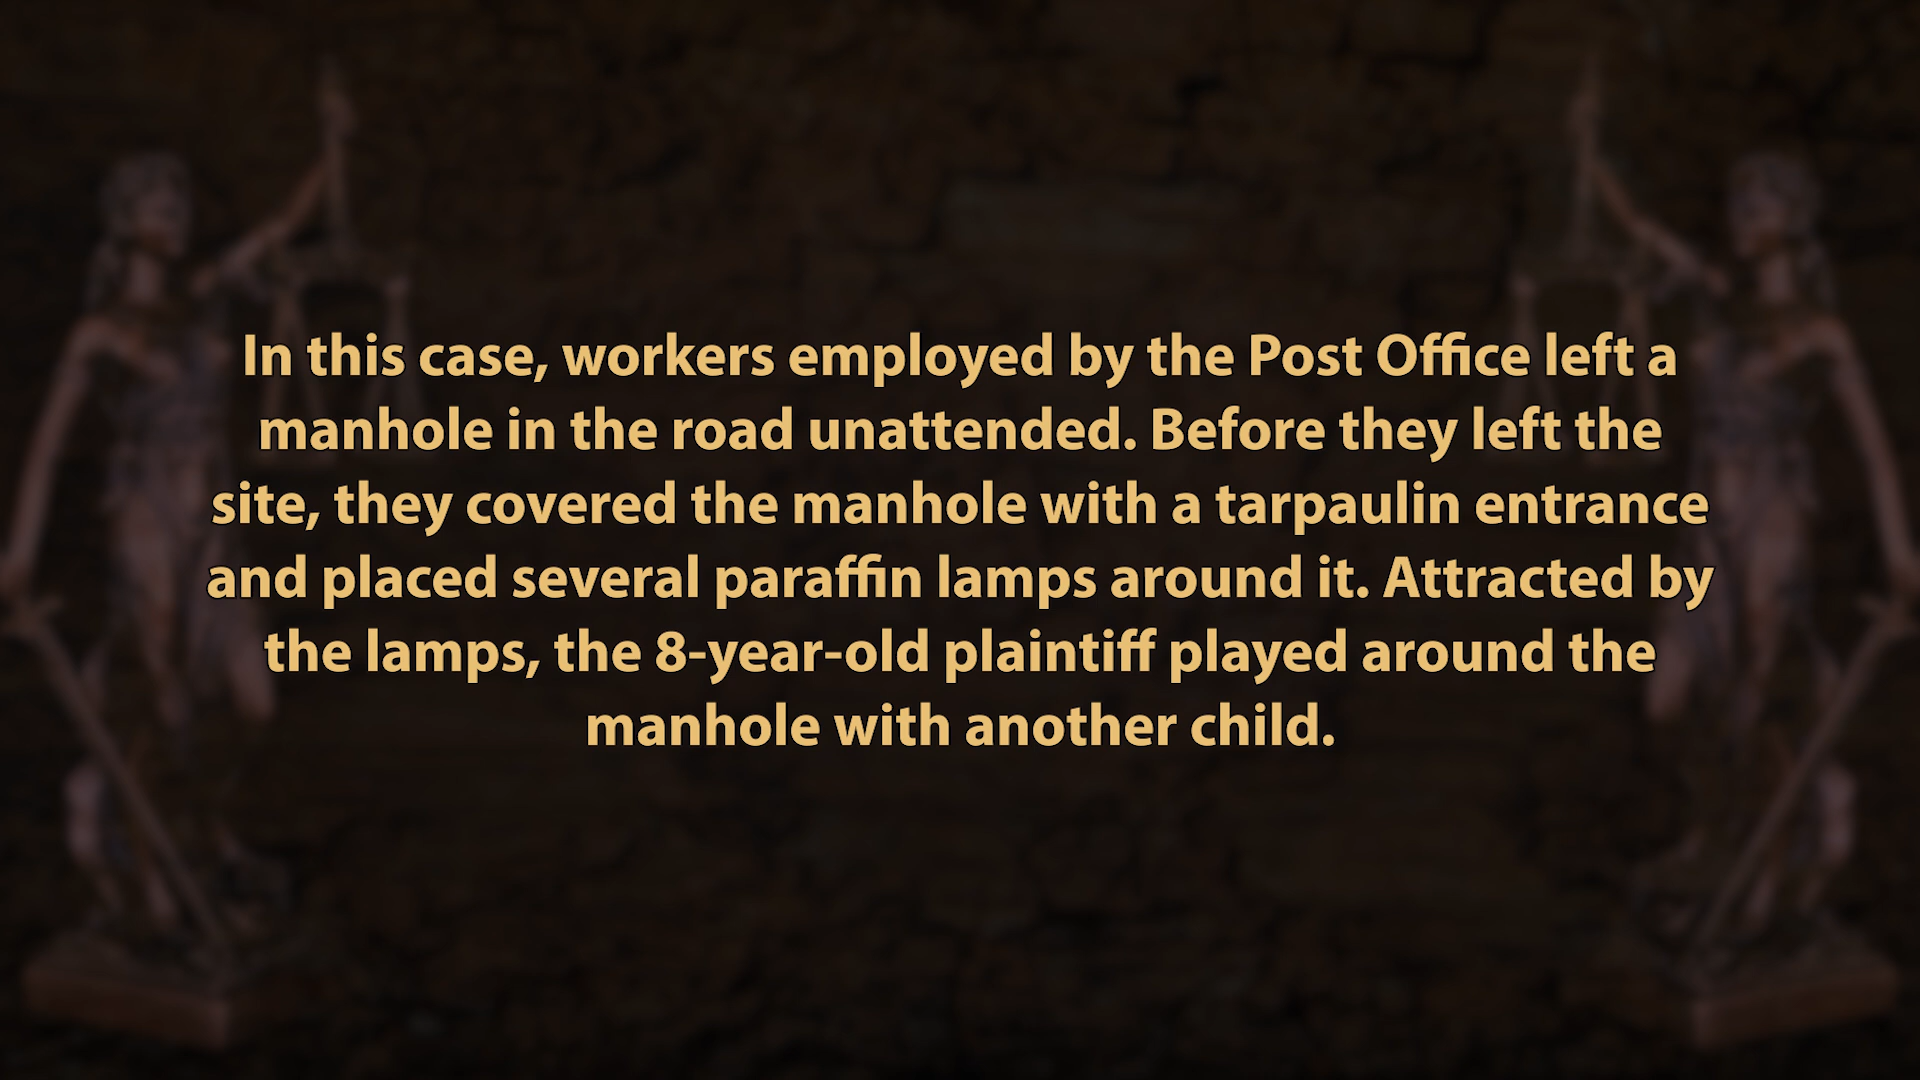 In this case, workers employed by the Post Office left a
manhole in the road unattended. Before they left the
site, they covered the manhole with a tarpaulin entrance
and placed several paraffin lamps around it. Attracted by
the lamps, the 8-year-old plaintiff played around the
manhole with another child.